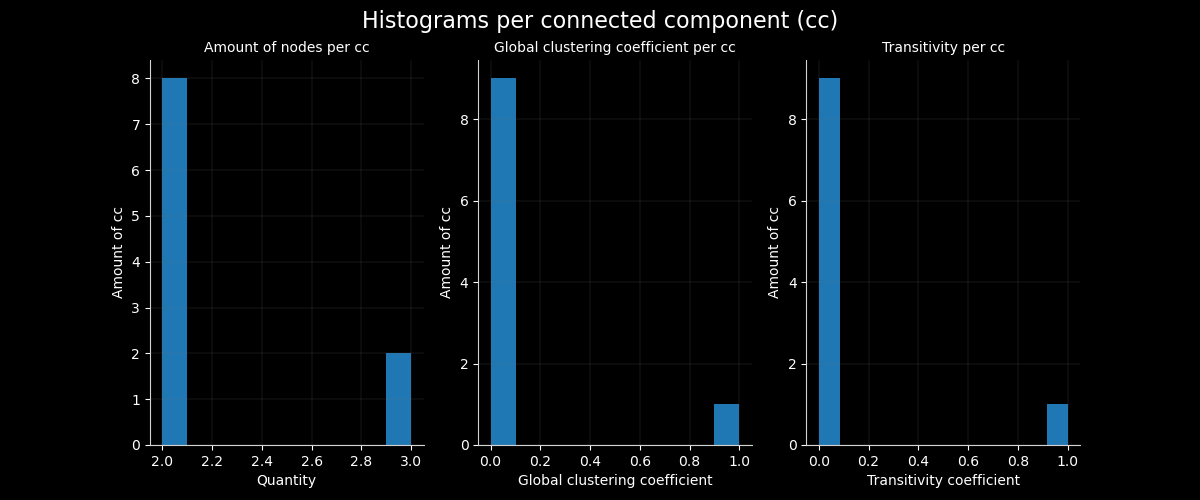 Histograms per connected component (cc)
Amount of nodes per cc
Global clustering coefficient per cc
Transitivity per cc
Amount of cc
8
7
6
5
4
3
2
1
0
2.0 2.2 2.4 2.6 2.8 3.0
Quantity
Amount of cc
8
6
4
2
0
0.0 0.2 0.4 0.6 0.8 1.0
Global clustering coefficient
Amount of cc
8
6
4
2
0
0.0 0.2 0.4 0.6 0.8 1.0
Transitivity coefficient